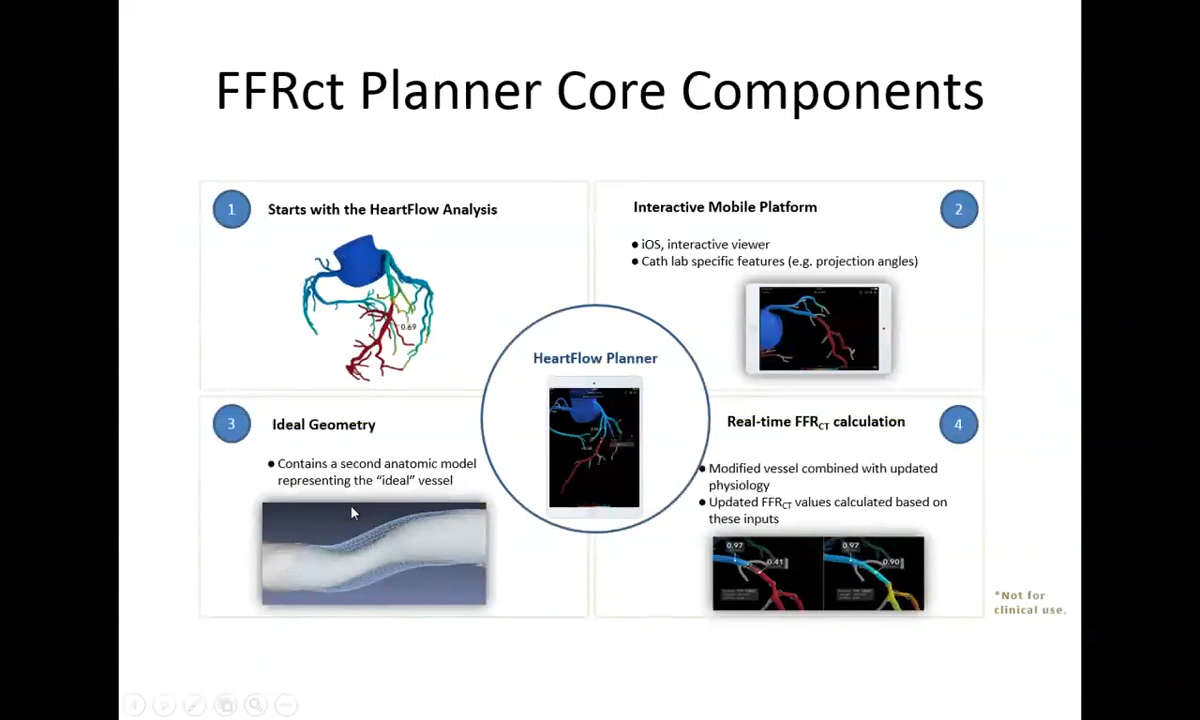 FFRct Planner Core Components
1
Starts with the HeartFlow Analysis
0.69
Interactive Mobile Platform
2
● iOS, interactive viewer
● Cath lab specific features (e.g. projection angles)
HeartFlow Planner
3
Ideal Geometry
● Contains a second anatomic model
representing the “ideal” vessel
Real-time FFRCT calculation
4
● Modified vessel combined with updated
physiology
● Updated FFRCT values calculated based on
these inputs
0.97
0.41
0.97
0.90
*Not for
clinical use.